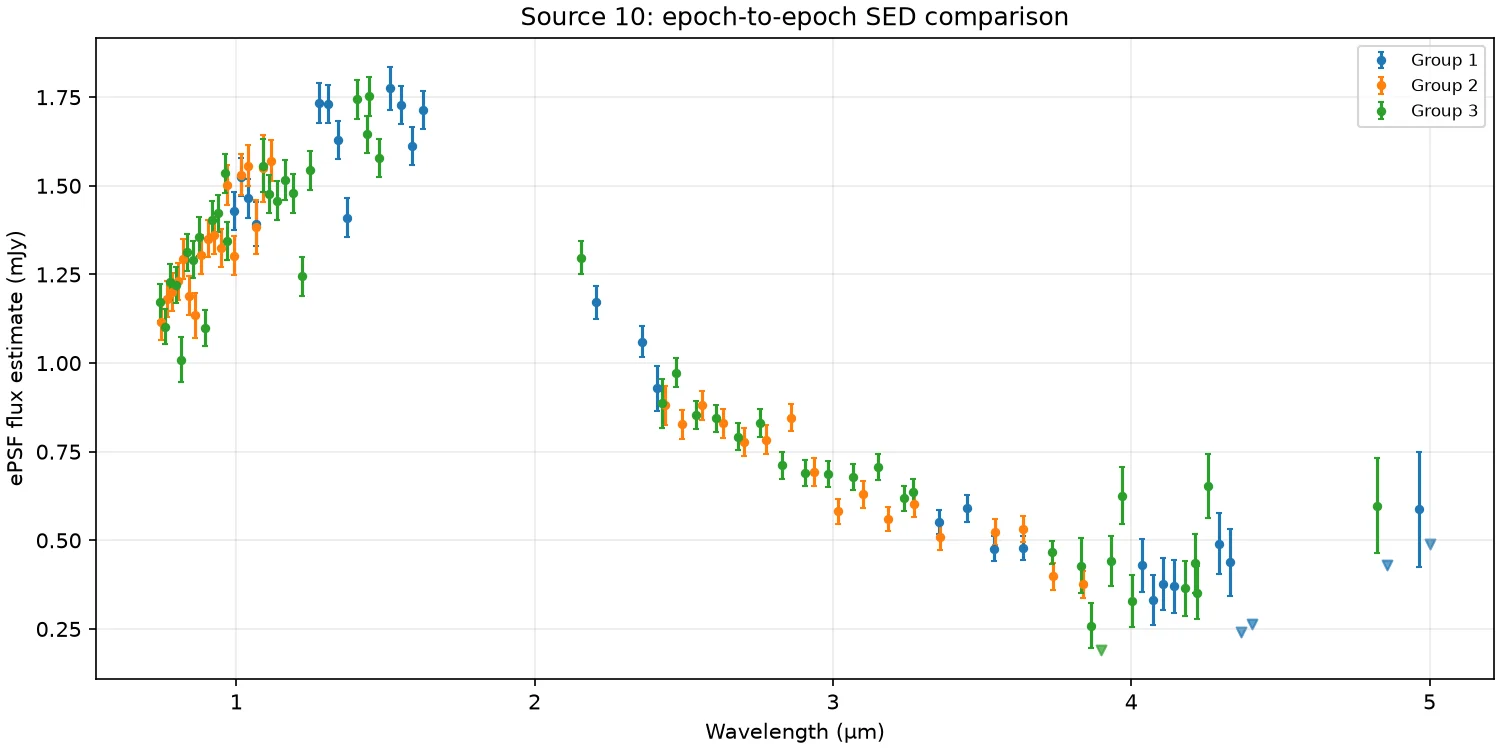 Source 10: epoch-to-epoch SED comparison
ePSF flux estimate (mJy)
1.75
1.50
1.25
1.00
0.75
0.50
0.25
Group 1
Group 2
Group 3
1 2 3 4 5
Wavelength (µm)